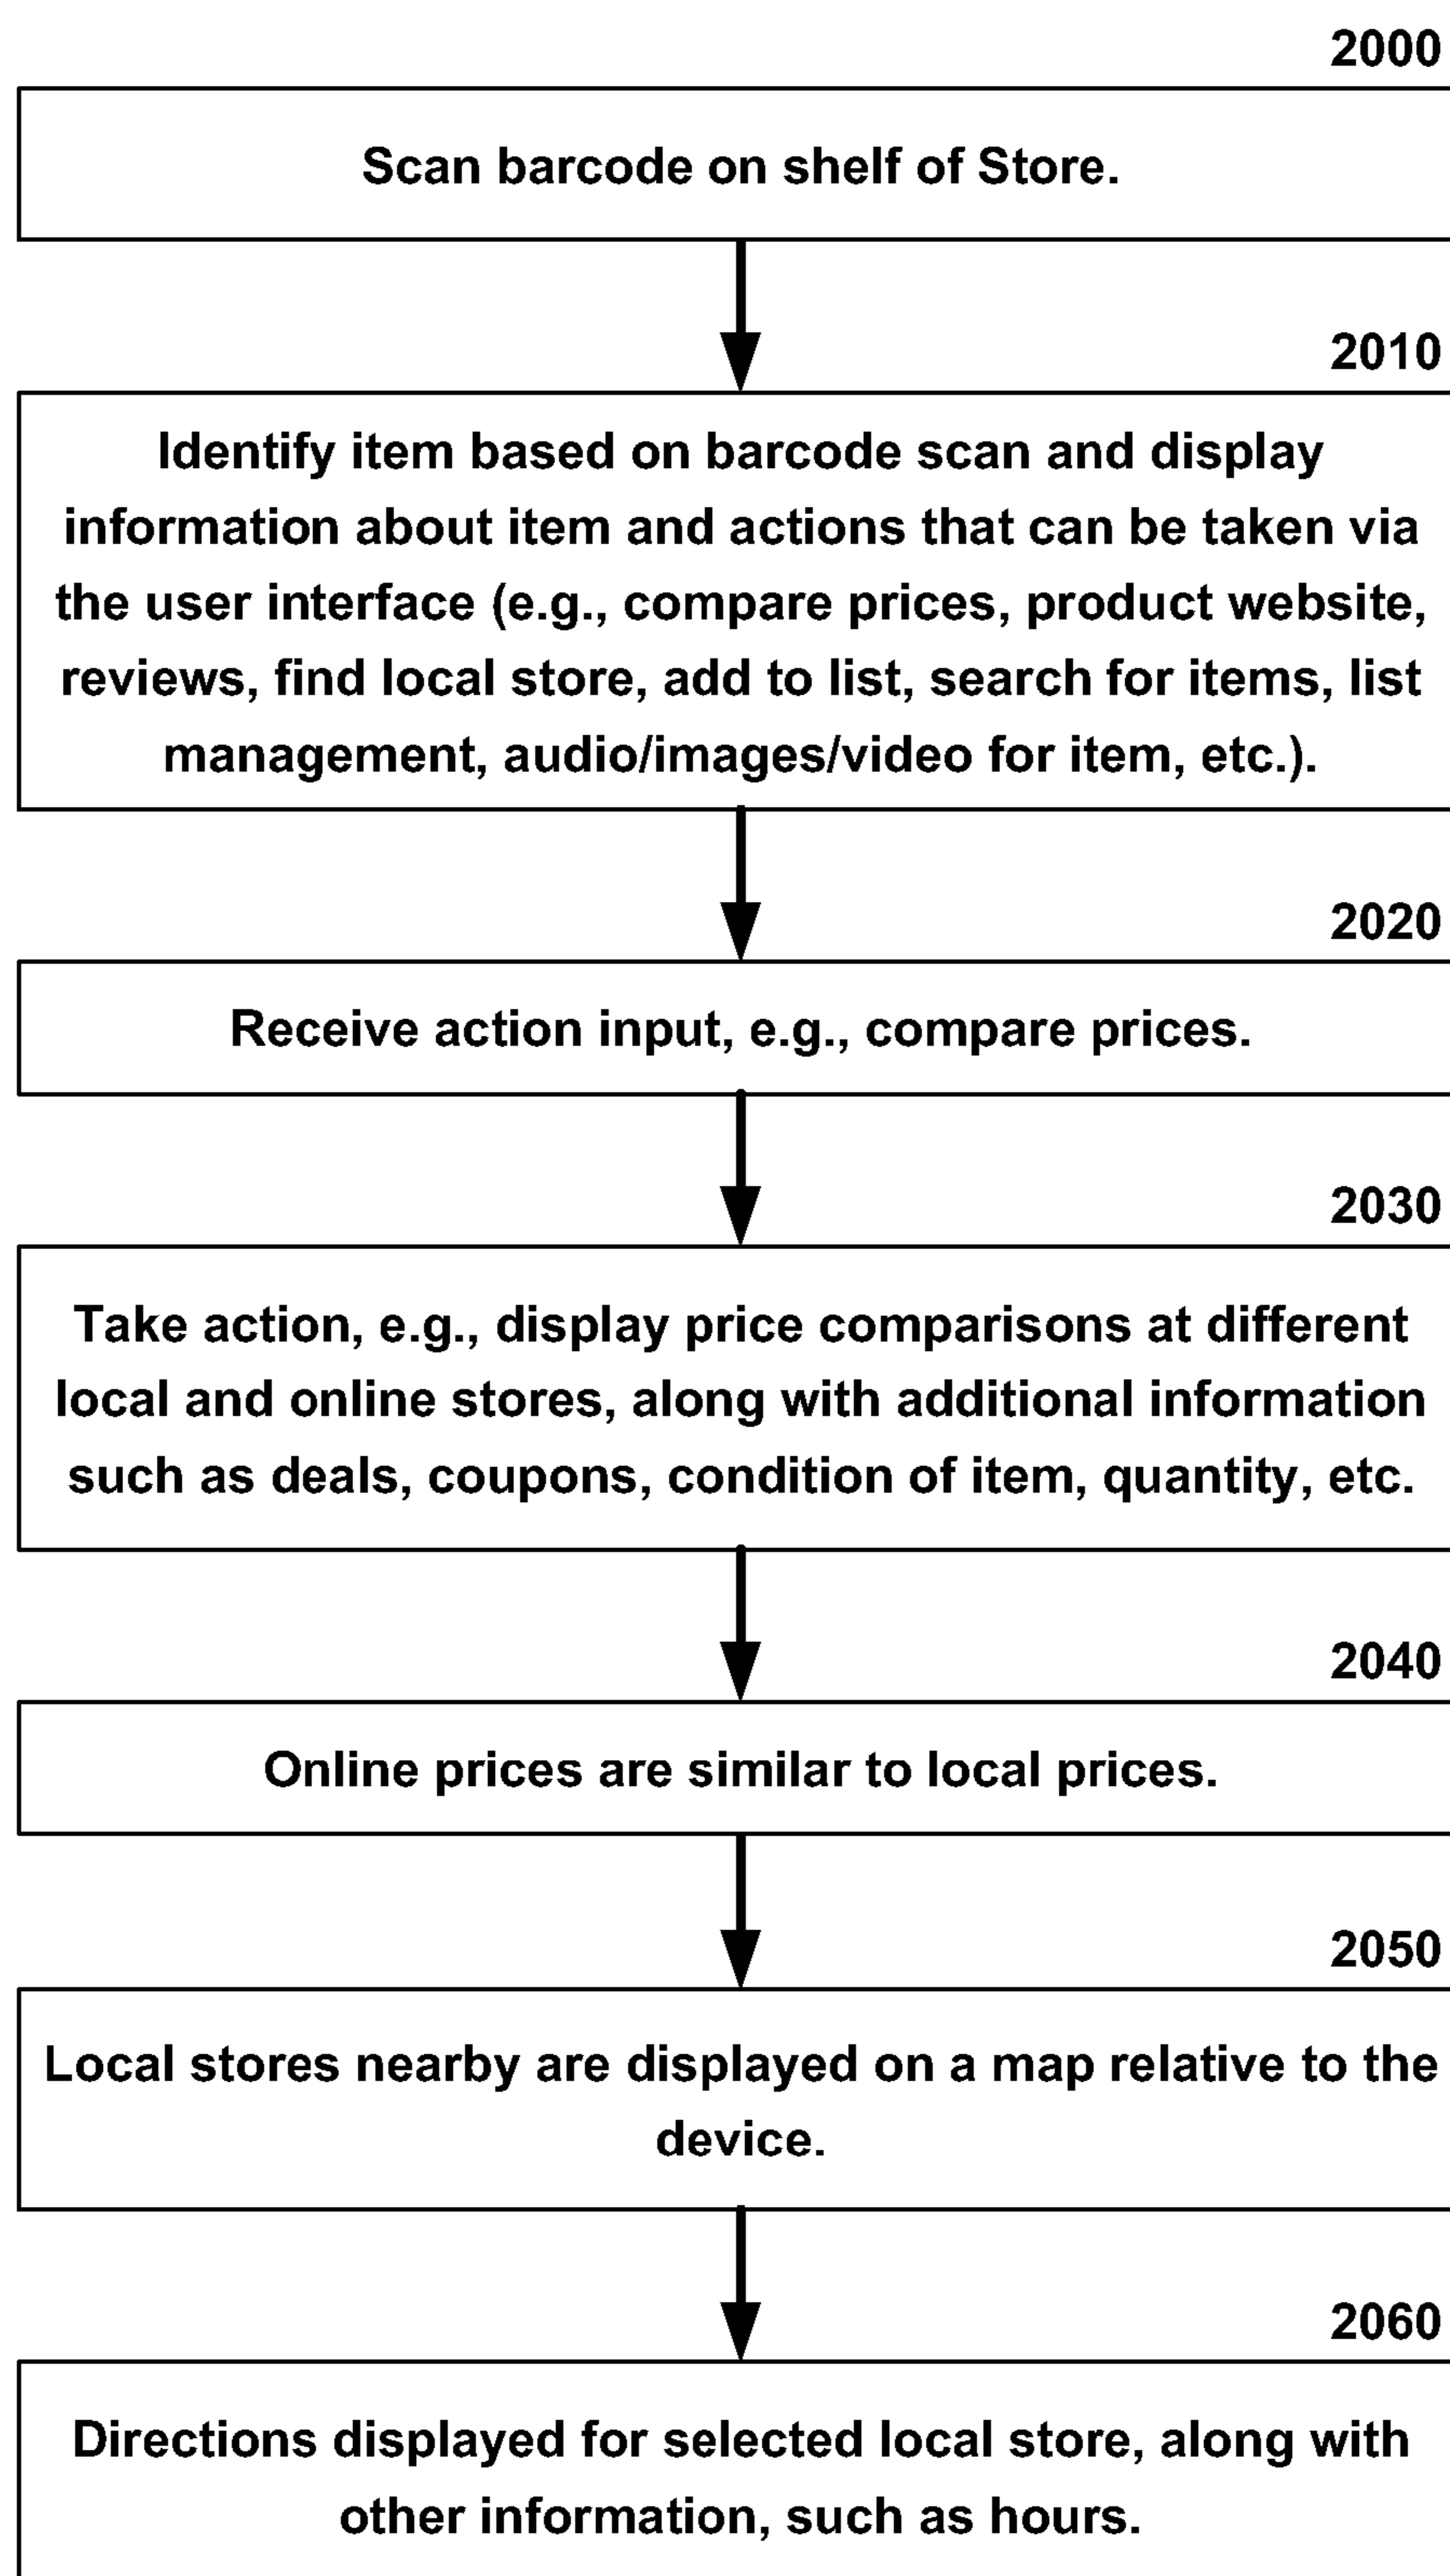 2000
Scan barcode on shelf of Store.
2010
Identify item based on barcode scan and display
information about item and actions that can be taken via
the user interface (e.g., compare prices, product website,
reviews, find local store, add to list, search for items, list
management, audio/images/video for item, etc.).
2020
Receive action input, e.g., compare prices.
2030
Take action, e.g., display price comparisons at different
local and online stores, along with additional information
such as deals, coupons, condition of item, quantity, etc.
2040
Online prices are similar to local prices.
2050
Local stores nearby are displayed on a map relative to the
device.
2060
Directions displayed for selected local store, along with
other information, such as hours.